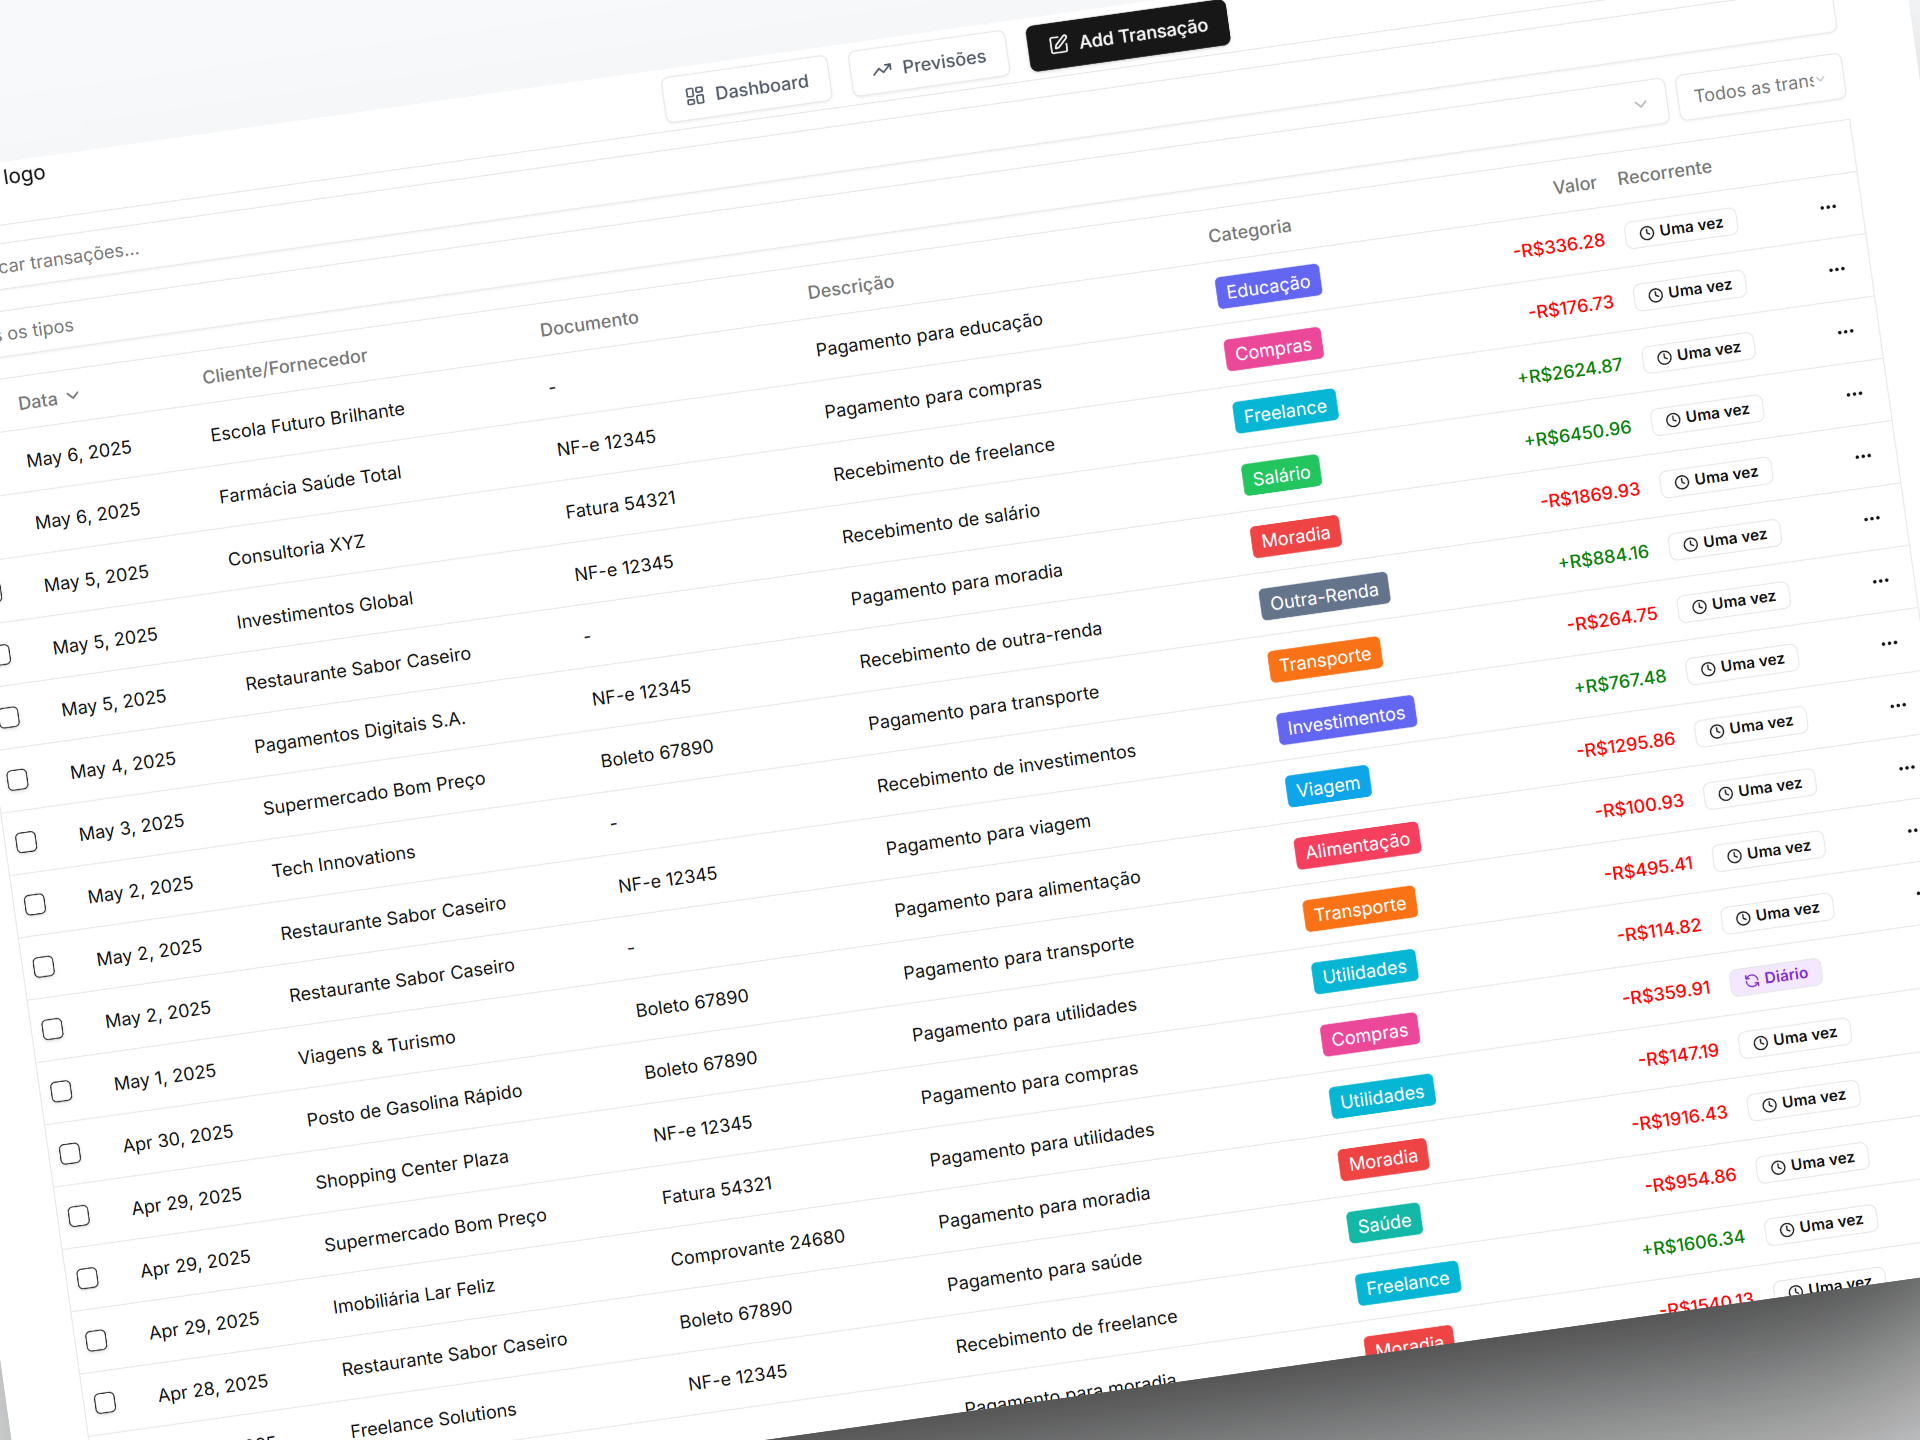 logo
Dashboard
Previsões
Add Transação
transações...
os tipos
Todos as
Data Cliente/Fornecedor Documento Descrição Categoria Valor Recorrente
May 6, 2025 Escola Futuro Brilhante - Pagamento para educação Educação -R$336.28 Uma vez ...
May 6, 2025 Farmácia Saúde Total NF-e 12345 Pagamento para compras Compras -R$176.73 Uma vez ...
May 5, 2025 Consultoria XYZ Fatura 54321 Recebimento de freelance Freelance +R$2624.87 Uma vez ...
May 5, 2025 Investimentos Global NF-e 12345 Recebimento de salário Salário +R$6450.96 Uma vez ...
May 5, 2025 Restaurante Sabor Caseiro - Pagamento para moradia Moradia -R$1869.93 Uma vez ...
May 4, 2025 Pagamentos Digitais S.A. NF-e 12345 Recebimento de outra-renda Outra-Renda +R$884.16 Uma vez ...
May 3, 2025 Supermercado Bom Preço Boleto 67890 Pagamento para transporte Transporte -R$264.75 Uma vez ...
May 2, 2025 Tech Innovations - Recebimento de investimentos Investimentos +R$767.48 Uma vez ...
May 2, 2025 Restaurante Sabor Caseiro NF-e 12345 Pagamento para viagem Viagem -R$1295.86 Uma vez ...
May 2, 2025 Restaurante Sabor Caseiro - Pagamento para alimentação Alimentação -R$100.93 Uma vez ...
May 1, 2025 Viagens & Turismo Boleto 67890 Pagamento para transporte Transporte -R$495.41 Uma vez
Apr 30, 2025 Posto de Gasolina Rápido Boleto 67890 Pagamento para utilidades Utilidades -R$114.82 Uma vez
Apr 29, 2025 Shopping Center Plaza NF-e 12345 Pagamento para compras Compras -R$359.91 Diário
Apr 29, 2025 Supermercado Bom Preço Fatura 54321 Pagamento para utilidades Utilidades -R$147.19 Uma vez
Apr 29, 2025 Imobiliária Lar Feliz Comprovante 24680 Pagamento para moradia Moradia -R$1916.43 Uma vez
Apr 28, 2025 Restaurante Sabor Caseiro Boleto 67890 Pagamento para saúde Saúde -R$954.86 Uma vez
Freelance Solutions NF-e 12345 Recebimento de freelance Freelance +R$1606.34 Uma vez
Pagamento para moradia Moradia -R$1540.13 Uma vez